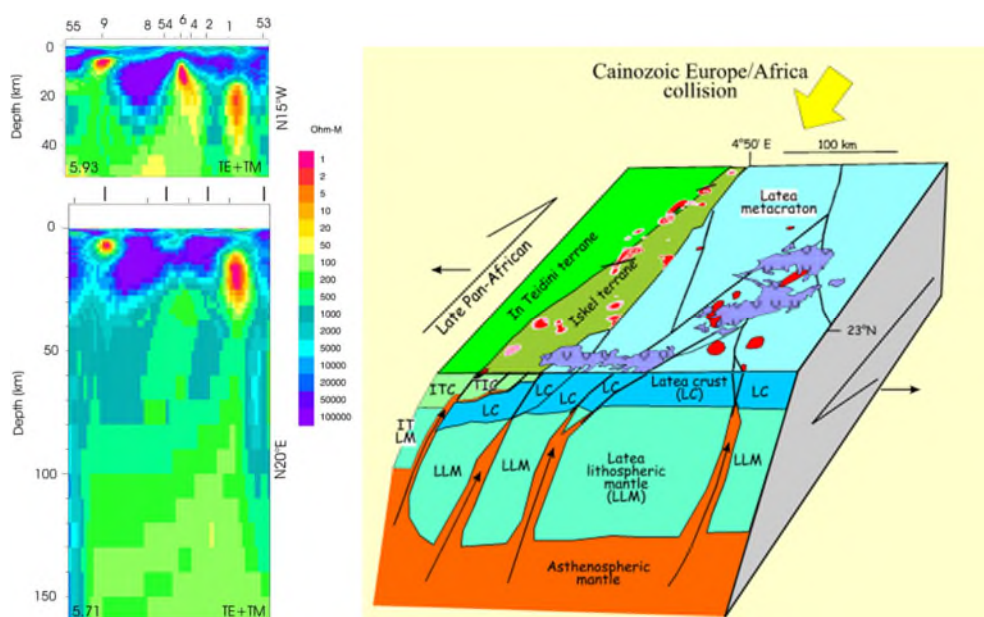 55 9 8 54 6 4 2 1 53
0
20
40
Depth (km)
5.93
TE+TM
N15°W
Ohm-M
1
2
5
10
20
50
100
200
500
1000
2000
5000
10000
20000
50000
100000
0
50
100
150
Depth (km)
5.71
TE+TM
N20°E
Cainozoic Europe/Africa
collision
4°50' E
100 km
Latea
metacraton
Late Pan-African
In Teidini terrane
Iskel terrane
23°N
ITC
TIC
LC
LC
LC
LC
Latea crust
(LC)
IT
LM
LLM
LLM
Latea
lithospheric
mantle
(LLM)
LLM
Asthenospheric
mantle